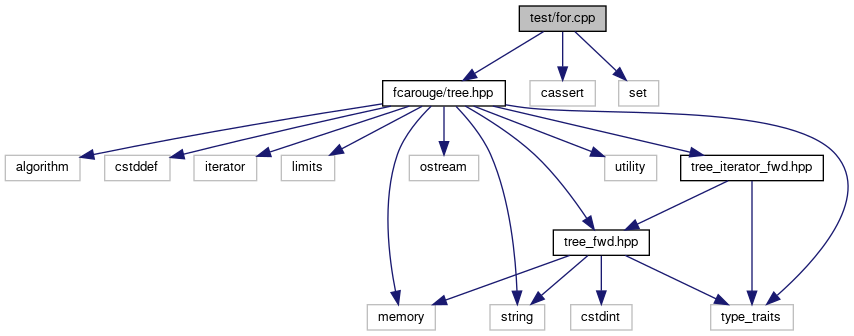 test/for.cpp
fcarouge/tree.hpp
cassert
set
algorithm
cstddef
iterator
limits
ostream
utility
tree_iterator_fwd.hpp
tree_fwd.hpp
memory
string
cstdint
type_traits